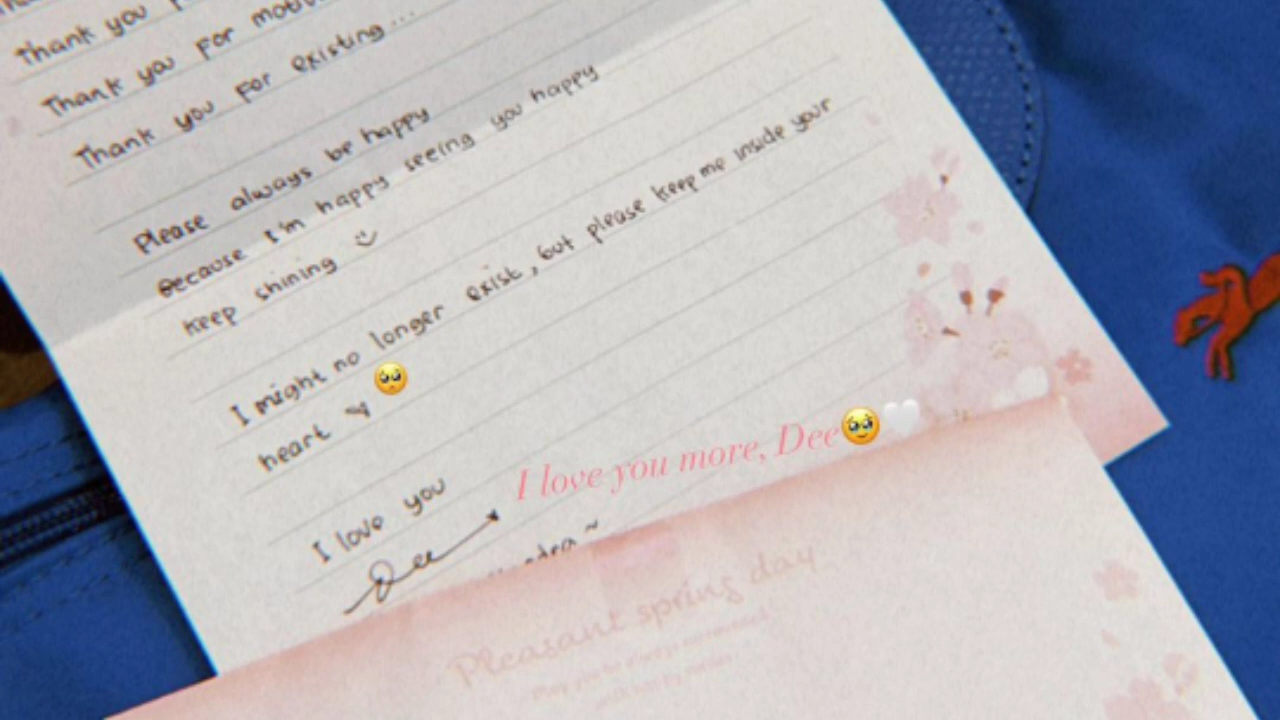 Thank you
Thank you for
Thank you for existing...
Please always be happy
Because I'm happy seeing you happy
Keep shining
I might no longer exist, but please keep me inside your
heart
I love you
Dee
I love you more, Dee🥹🤍
Pleasant spring day